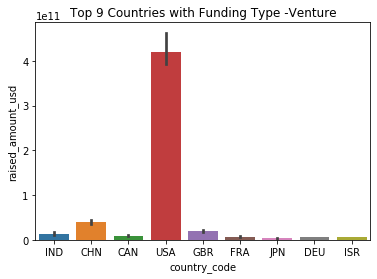 Top 9 Countries with Funding Type -Venture
1e11
4
3
2
1
0
raised_amount_usd
IND CHN CAN USA GBR FRA JPN DEU ISR
country_code